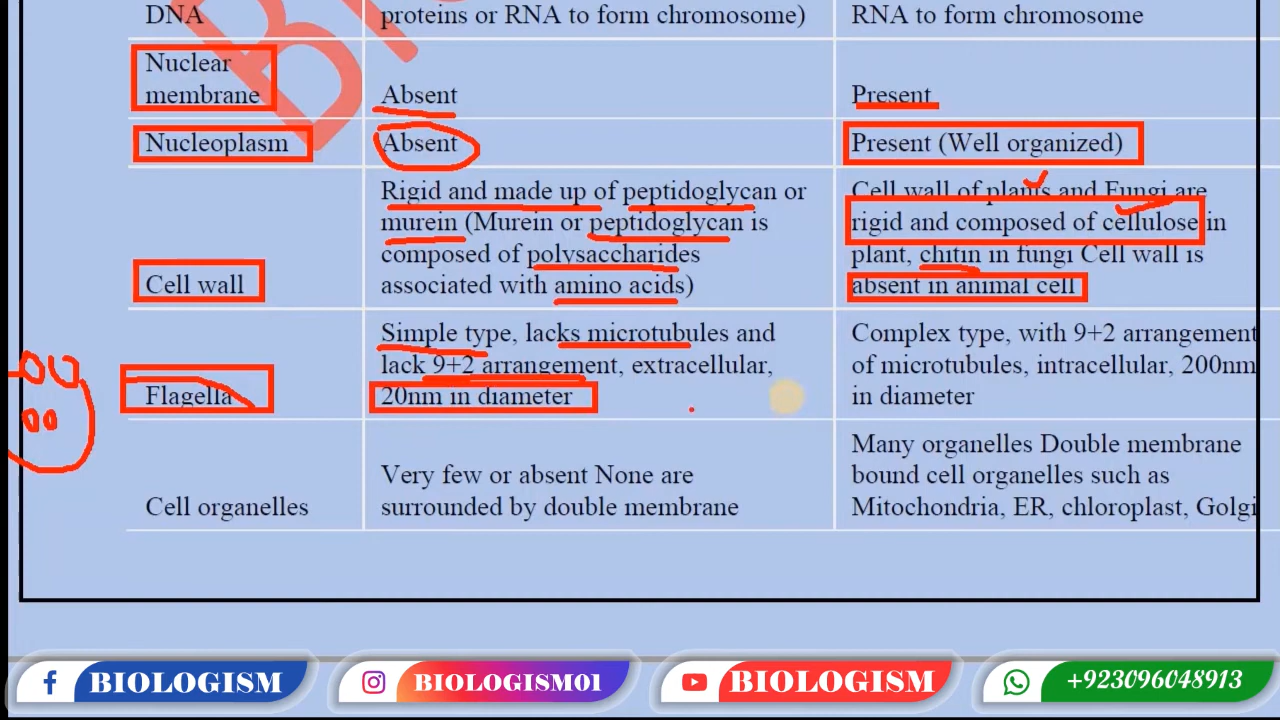 DNA
proteins or RNA to form chromosome)
RNA to form chromosome
Nuclear
membrane
Absent
Present
Nucleoplasm
Absent
Present (Well organized)
Cell wall
Rigid and made up of peptidoglycan or
murein (Murein or peptidoglycan is
composed of polysaccharides
associated with amino acids)
Cell wall of plants and Fungi are
rigid and composed of cellulose in
plant, chitin in fungi Cell wall is
absent in animal cell
Flagella
Simple type, lacks microtubules and
lack 9+2 arrangement, extracellular,
20nm in diameter
Complex type, with 9+2 arrangement
of microtubules, intracellular, 200nm
in diameter
Cell organelles
Very few or absent None are
surrounded by double membrane
Many organelles Double membrane
bound cell organelles such as
Mitochondria, ER, chloroplast, Golgi
BIOLOGISM
BIOLOGISM01
BIOLOGISM
+923096048913